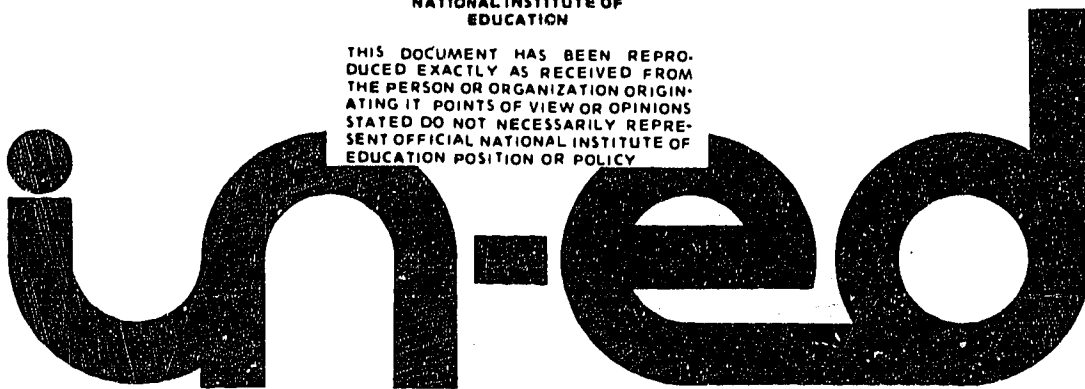 NATIONAL INSTITUTE OF
EDUCATION
THIS DOCUMENT HAS BEEN REPRO-
DUCED EXACTLY AS RECEIVED FROM
THE PERSON OR ORGANIZATION ORIGIN-
ATING IT POINTS OF VIEW OR OPINIONS
STATED DO NOT NECESSARILY REPRE-
SENT OFFICIAL NATIONAL INSTITUTE OF
EDUCATION POSITION OR POLICY
in-ed